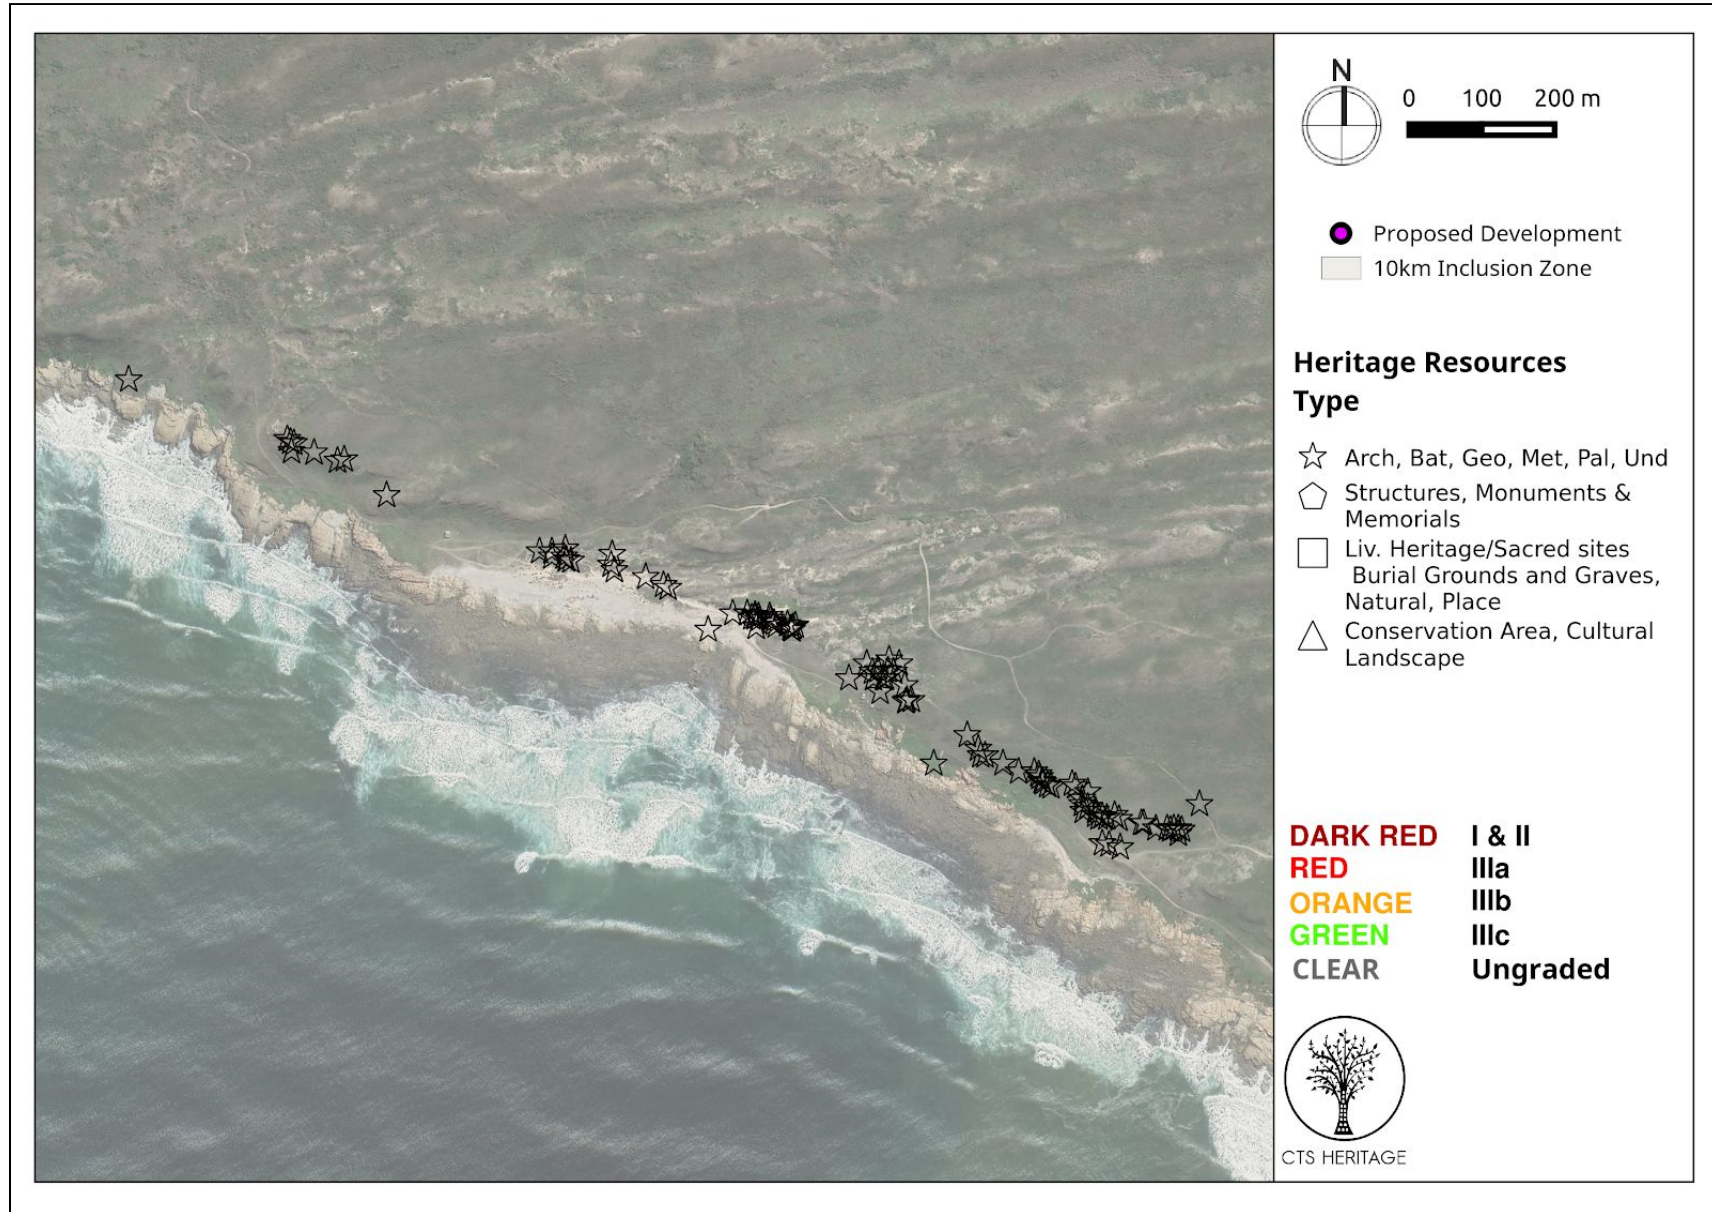 N
0 100 200 m
Proposed Development
10km Inclusion Zone
Heritage Resources
Type
Arch, Bat, Geo, Met, Pal, Und
Structures, Monuments &
Memorials
Liv. Heritage/Sacred sites
Burial Grounds and Graves,
Natural, Place
Conservation Area, Cultural
Landscape
DARK RED I & II
RED IIIa
ORANGE IIIb
GREEN IIIc
CLEAR Ungraded
CTS HERITAGE